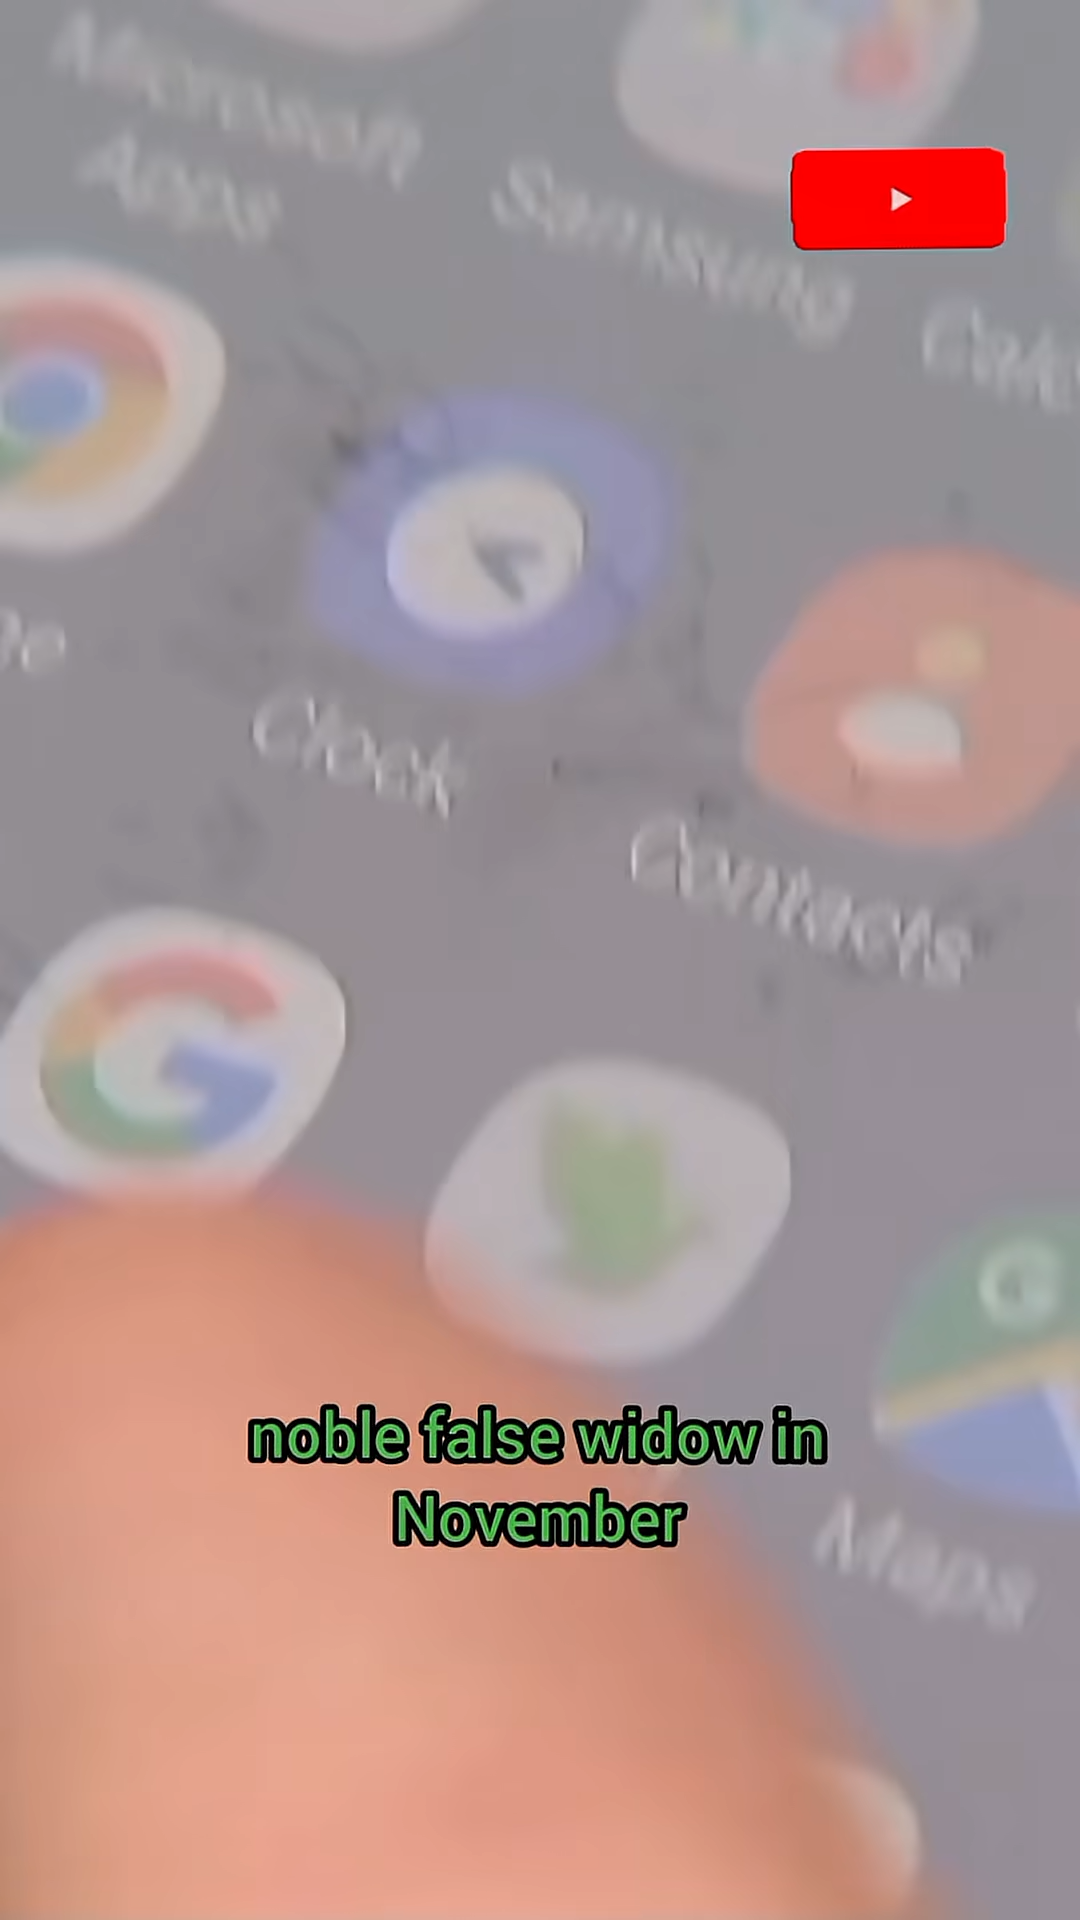 Microsoft
Apps
Samsung
Clock
Contacts
G
G
Maps
noble false widow in
November